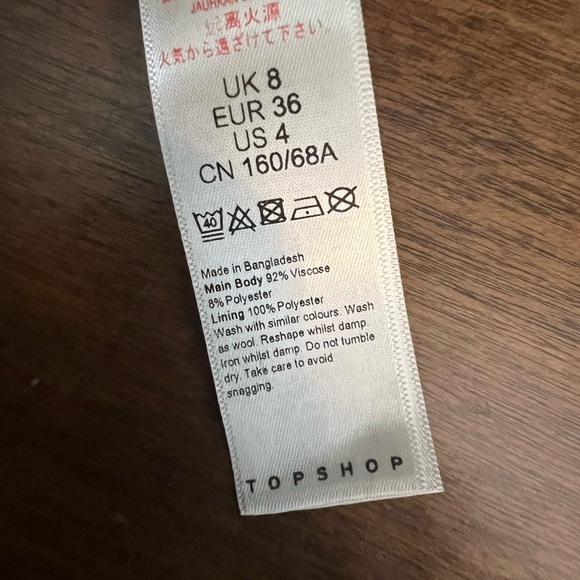 JAUHKAN
离火源
火気から遠ざけて下さい。
UK 8
EUR 36
US 4
CN 160/68A
40
Made in Bangladesh
Main Body 92% Viscose
8% Polyester
Lining 100% Polyester
Wash with similar colours. Wash
as wool. Reshape whilst damp.
Iron whilst damp. Do not tumble
dry. Take care to avoid
snagging.
TOPSHOP